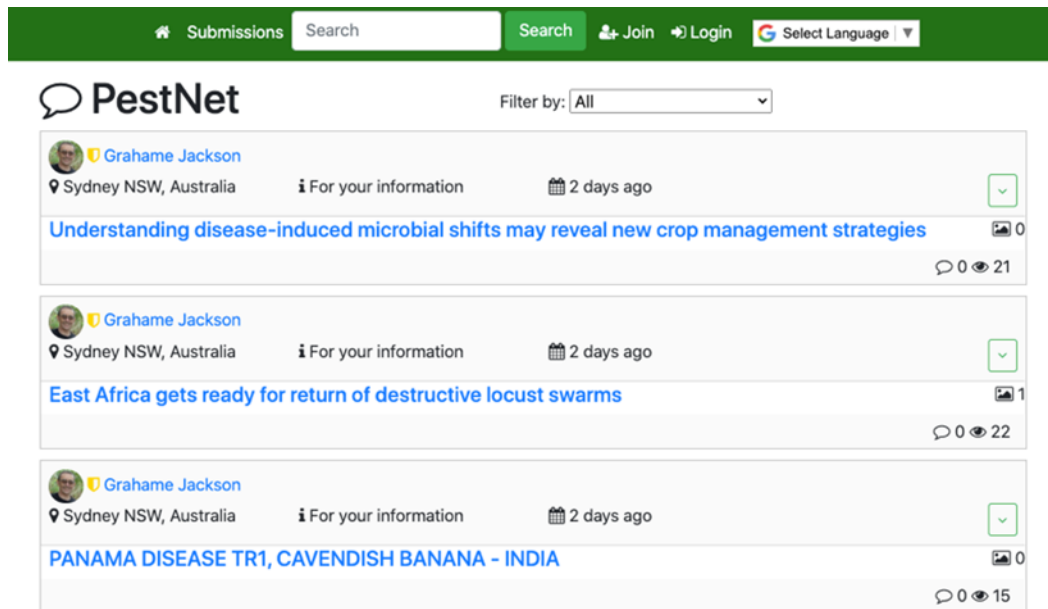 Submissions Search Search Join Login G Select Language ▼
PestNet Filter by: All
Grahame Jackson
Sydney NSW, Australia i For your information 2 days ago
Understanding disease-induced microbial shifts may reveal new crop management strategies 0
0 21
Grahame Jackson
Sydney NSW, Australia i For your information 2 days ago
East Africa gets ready for return of destructive locust swarms 1
0 22
Grahame Jackson
Sydney NSW, Australia i For your information 2 days ago
PANAMA DISEASE TR1, CAVENDISH BANANA - INDIA 0
0 15